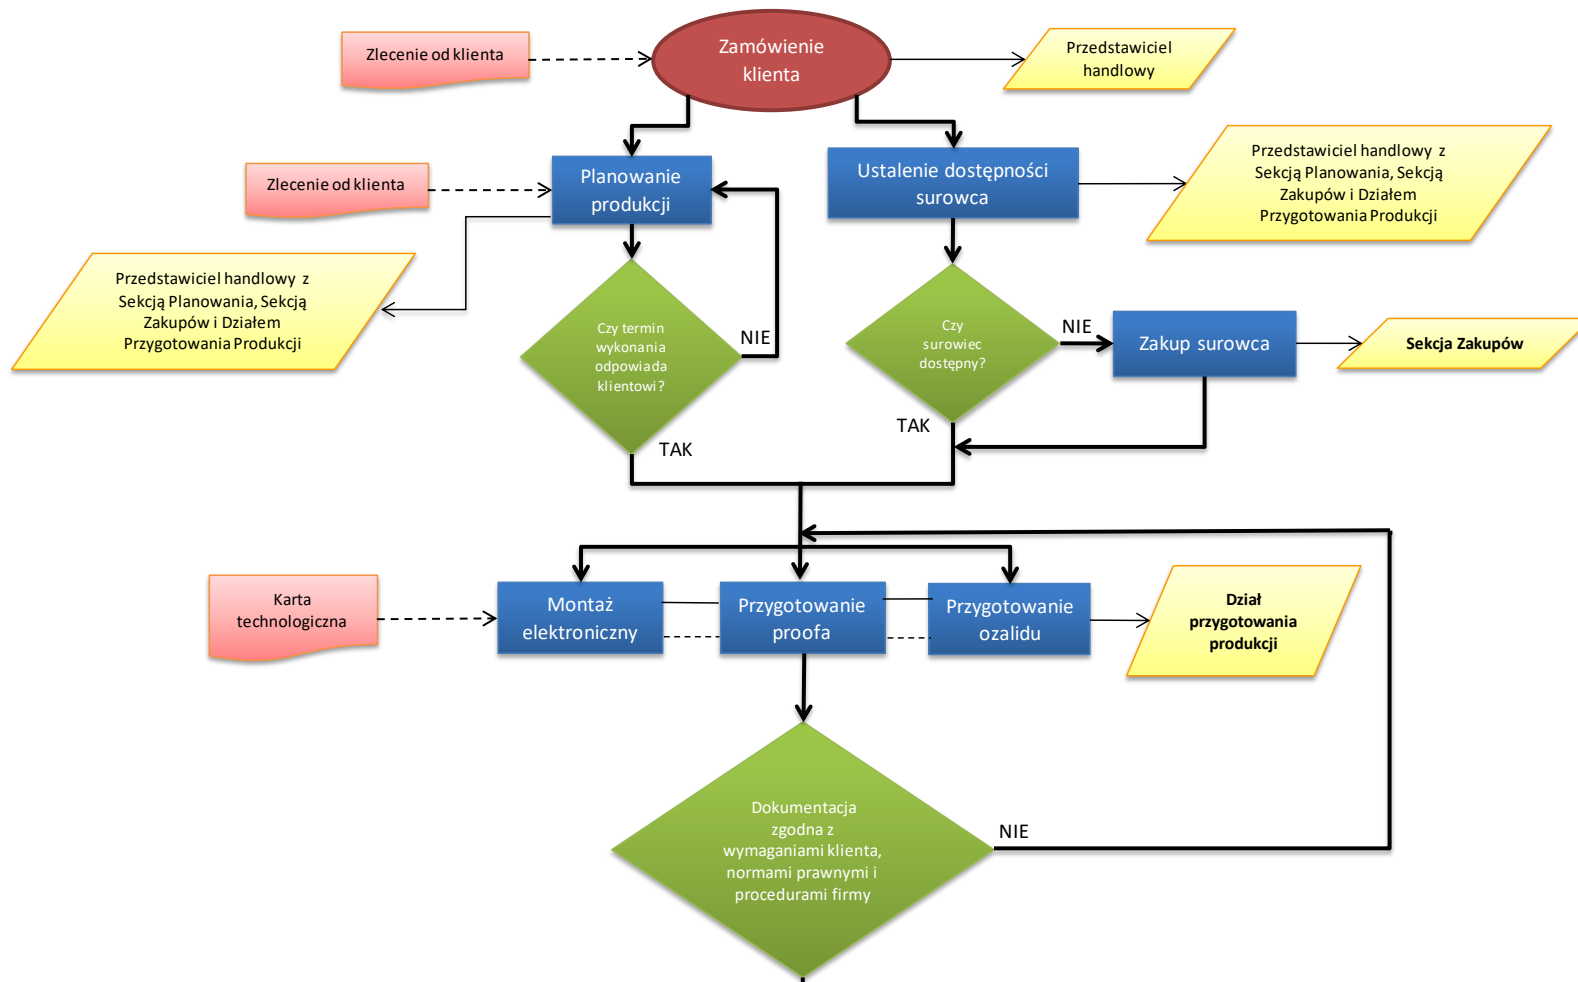 Zlecenie od klienta
Zamówienie
klienta
Przedstawiciel
handlowy
Zlecenie od klienta
Planowanie
produkcji
Ustalenie dostępności
surowca
Przedstawiciel handlowy z
Sekcją Planowania, Sekcją
Zakupów i Działem
Przygotowania Produkcji
Przedstawiciel handlowy z
Sekcją Planowania, Sekcją
Zakupów i Działem
Przygotowania Produkcji
Czy termin
wykonania
odpowiada
klientowi?
NIE
Czy
surowiec
dostępny?
NIE
Zakup surowca
Sekcja Zakupów
TAK
TAK
Karta
technologiczna
Montaż
elektroniczny
Przygotowanie
proofa
Przygotowanie
ozalidu
Dział
przygotowania
produkcji
Dokumentacja
zgodna z
wymaganiami klienta,
normami prawnymi i
procedurami firmy
NIE